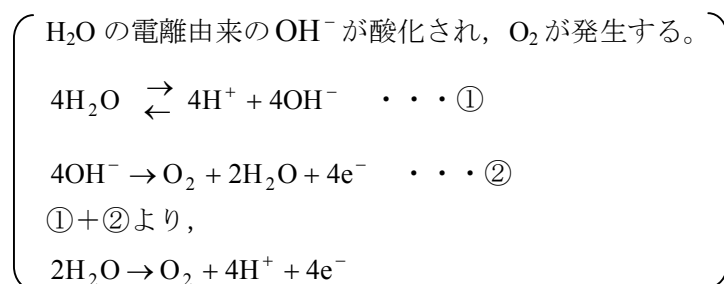 H₂O の電離由来の OH⁻ が酸化され，O₂ が発生する。
4H₂O ⇄ 4H⁺ + 4OH⁻ ・・・①
4OH⁻ → O₂ + 2H₂O + 4e⁻ ・・・②
①＋②より，
2H₂O → O₂ + 4H⁺ + 4e⁻